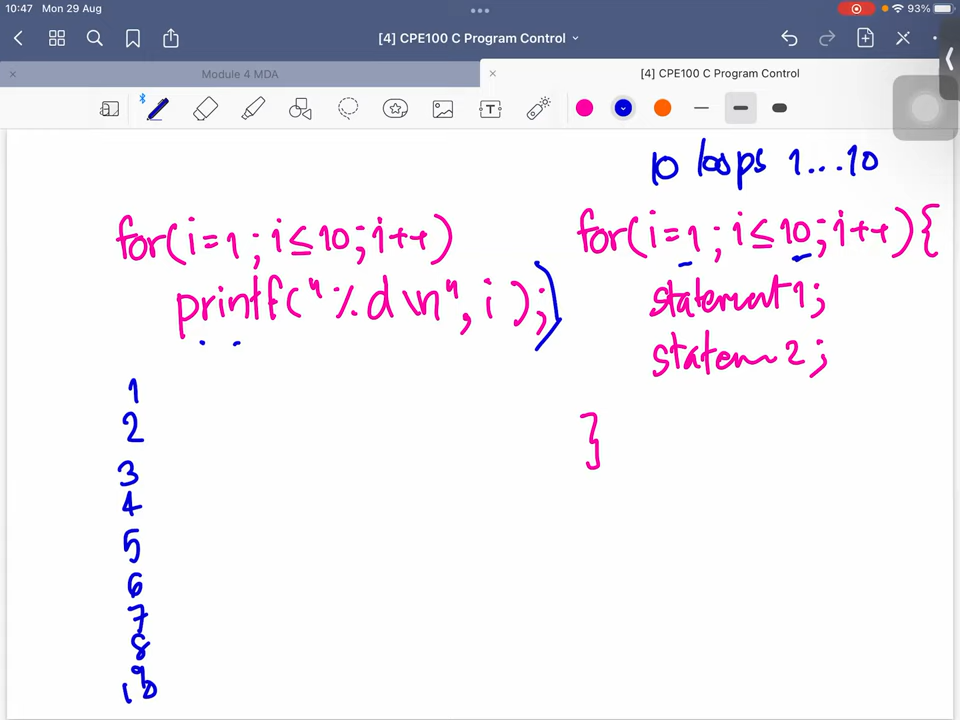 10:47 Mon 29 Aug
93%
[4] CPE100 C Program Control
Module 4 MDA
[4] CPE100 C Program Control
T
10 loops 1...10
for(i=1;i≤10;i++)
printf("%d\n",i);
1
2
3
4
5
6
7
8
9
10
for(i=1;i≤10;i++){
statement1;
statem 2;
}